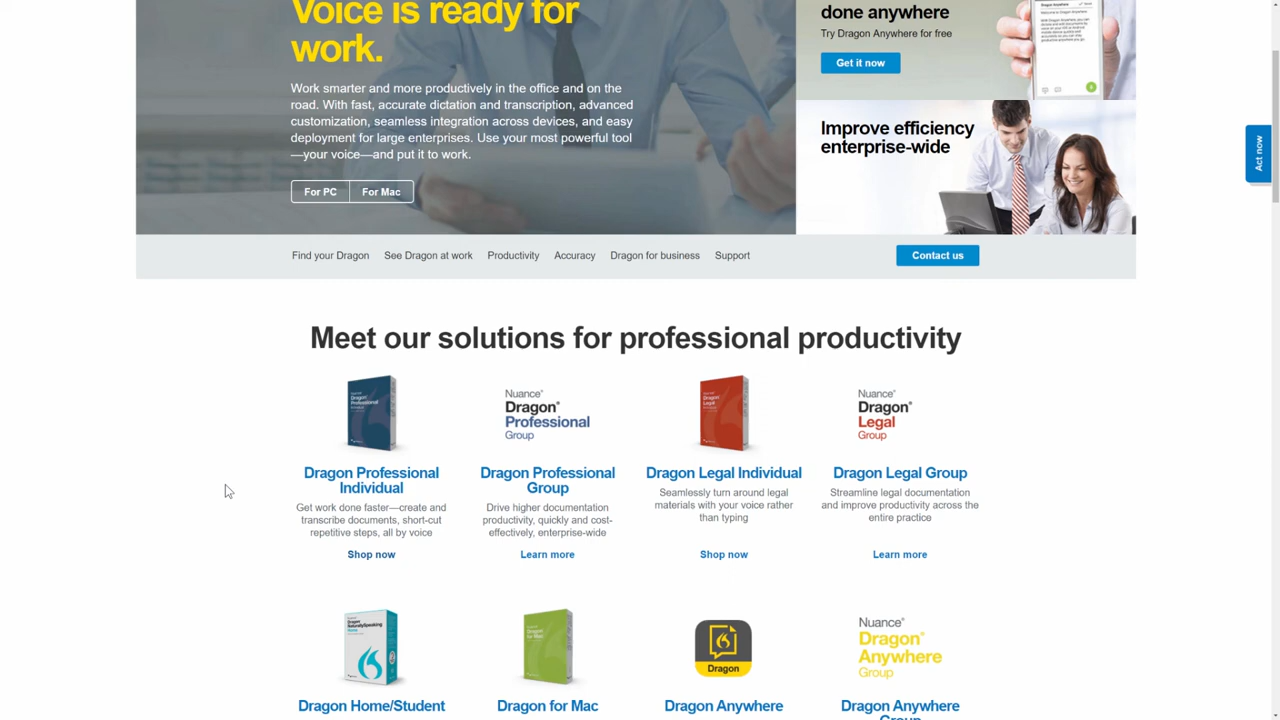 Voice is ready for
work.
Work smarter and more productively in the office and on the
road. With fast, accurate dictation and transcription, advanced
customization, seamless integration across devices, and easy
deployment for large enterprises. Use your most powerful tool
—your voice—and put it to work.
For PC For Mac
done anywhere
Try Dragon Anywhere for free
Get it now
Improve efficiency
enterprise-wide
Act now
Find your Dragon See Dragon at work Productivity Accuracy Dragon for business Support Contact us
Meet our solutions for professional productivity
Dragon Professional
Individual
Get work done faster—create and
transcribe documents, short-cut
repetitive steps, all by voice
Shop now
Nuance®
Dragon®
Professional
Group
Dragon Professional
Group
Drive higher documentation
productivity, quickly and cost-
effectively, enterprise-wide
Learn more
Dragon Legal Individual
Seamlessly turn around legal
materials with your voice rather
than typing
Shop now
Nuance®
Dragon®
Legal
Group
Dragon Legal Group
Streamline legal documentation
and improve productivity across the
entire practice
Learn more
Dragon
NaturallySpeaking
Home
Dragon Home/Student
Dragon for Mac
Dragon
Dragon Anywhere
Nuance®
Dragon®
Anywhere
Group
Dragon Anywhere
Group